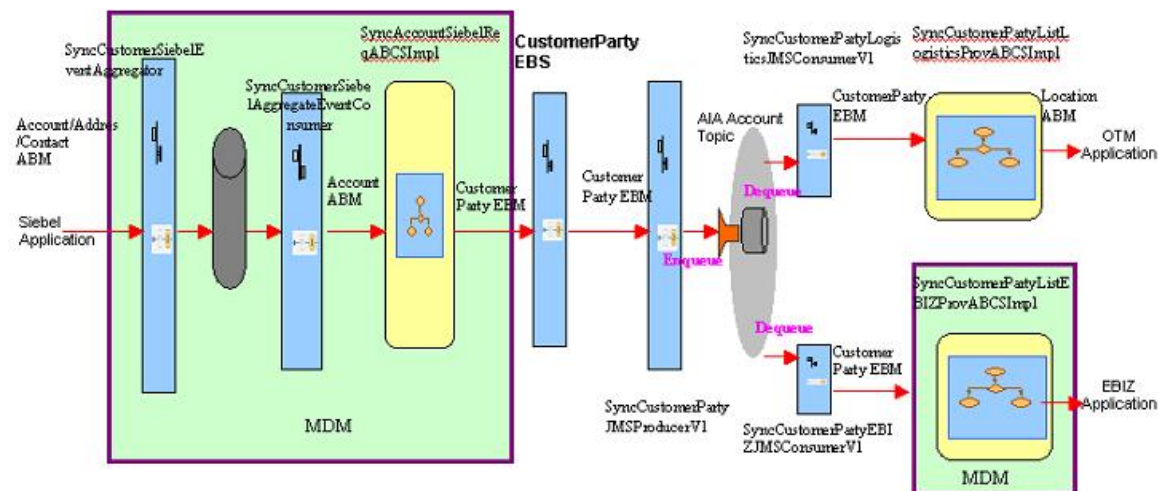 SyncCustomerSiebelE
ventAggregator
SyncAccountSiebelRe
qABCSImpl
CustomerParty
EBS
SyncCustomerPartyLogis
ticsJMSConsumerV1
SyncCustomerPartyListL
ogisticsProvABCSImpl
SyncCustomerSiebe
lAggregateEventCo
nsumer
Account/Addres
/Contact
ABM
CustomerParty
EBM
Location
ABM
AIA Account
Topic
OTM
Application
Account
ABM
Customer
Party EBM
Customer
Party EBM
Dequeue
Siebel
Application
Enqueue
SyncCustomerPartyListE
BIZProvABCSImpl
Dequeue
Customer
Party EBM
EBIZ
Application
SyncCustomerParty
JMSProducerV1
SyncCustomerPartyEBI
ZJMSConsumerV1
MDM
MDM